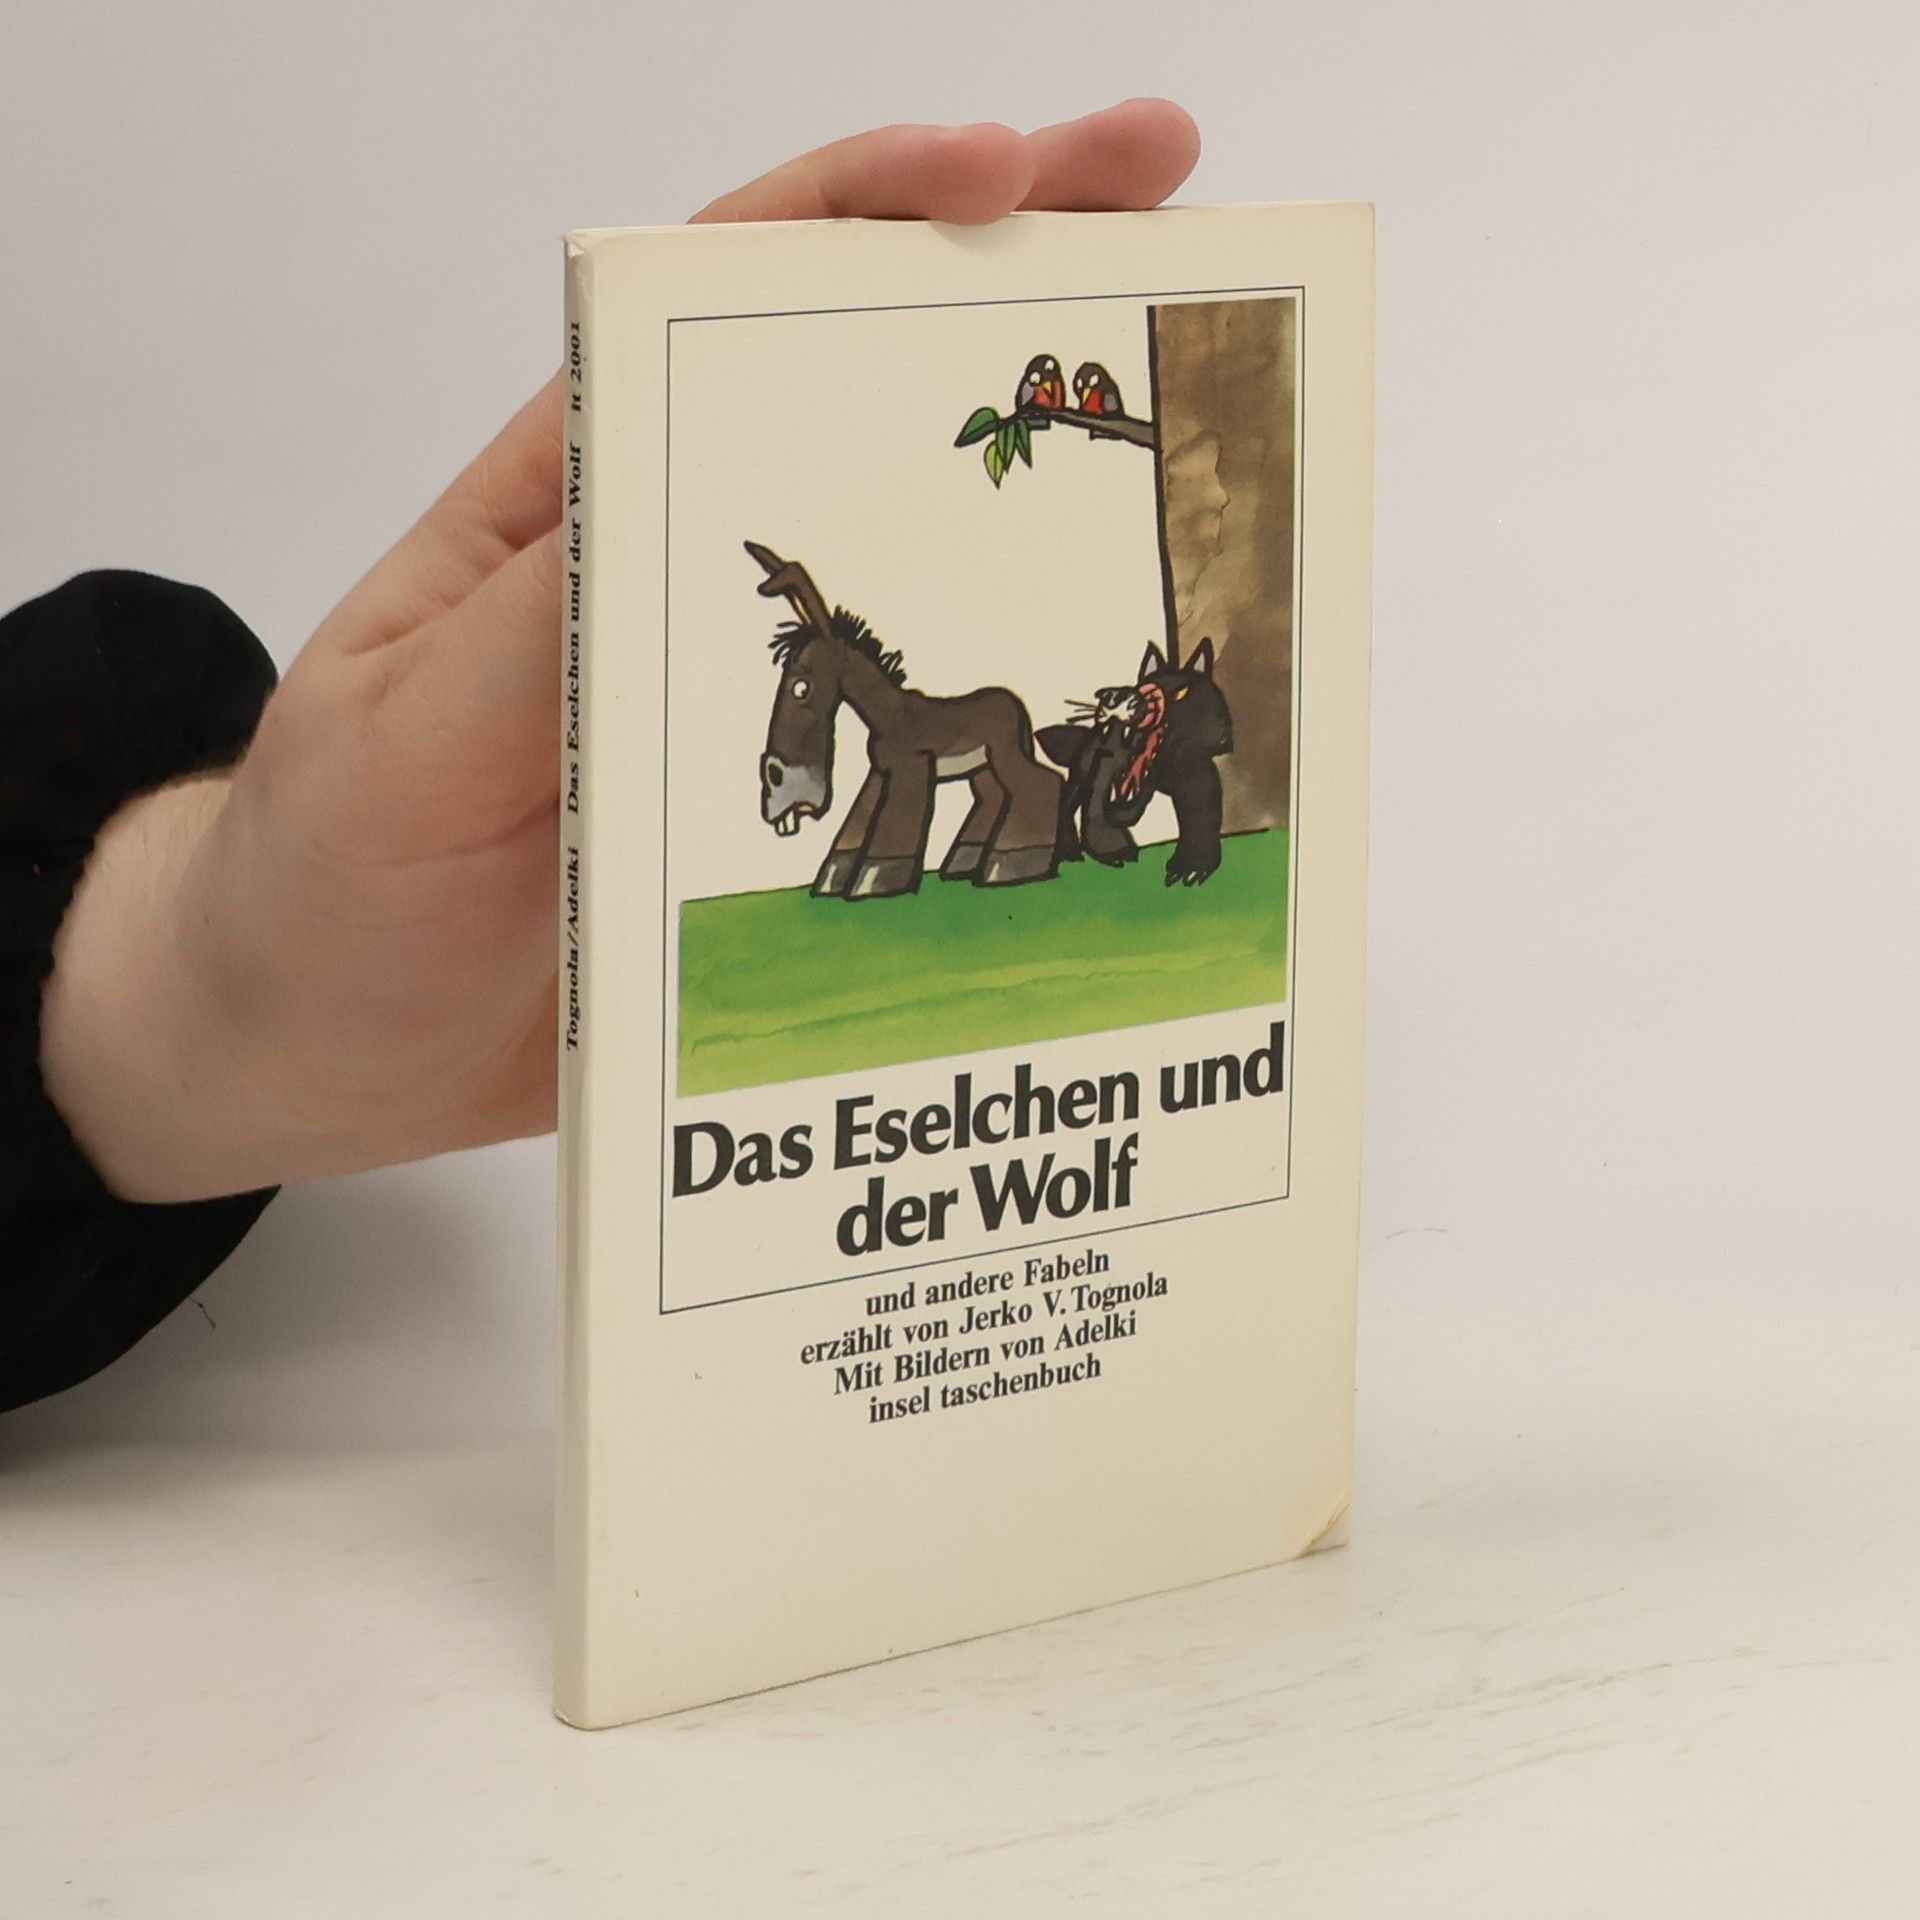 Tognola/Adelki Das Eselchen und der Wolf it 2001
Das Eselchen und
der Wolf
und andere Fabeln
erzählt von Jerko V. Tognola
Mit Bildern von Adelki
insel taschenbuch